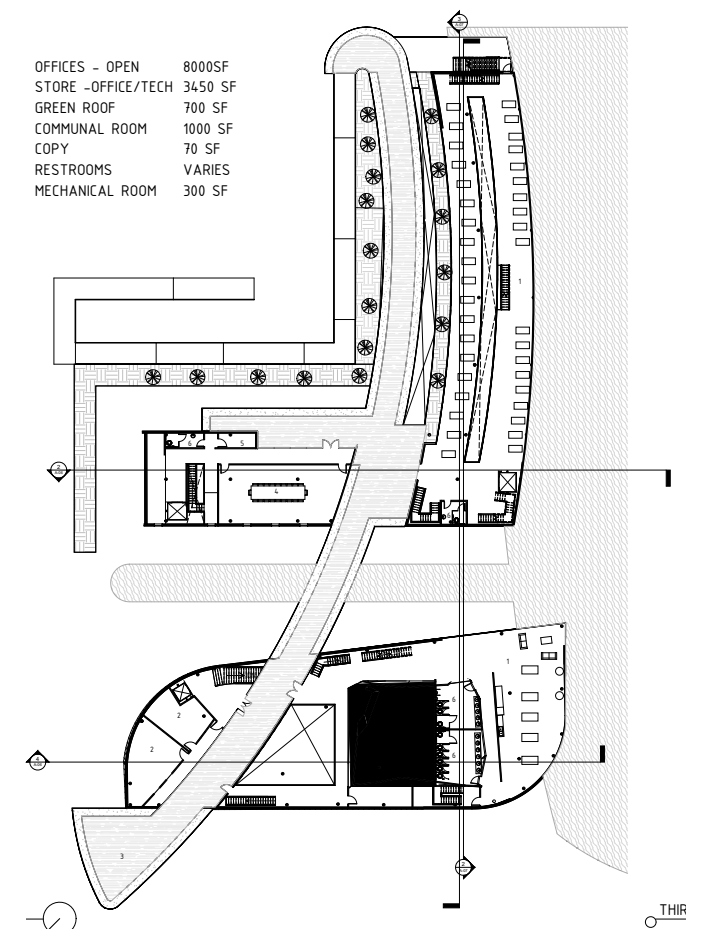 OFFICES - OPEN 8000SF
STORE -OFFICE/TECH 3450 SF
GREEN ROOF 700 SF
COMMUNAL ROOM 1000 SF
COPY 70 SF
RESTROOMS VARIES
MECHANICAL ROOM 300 SF
1
6
5
4
2
1
2
6
2
6
3
THIR